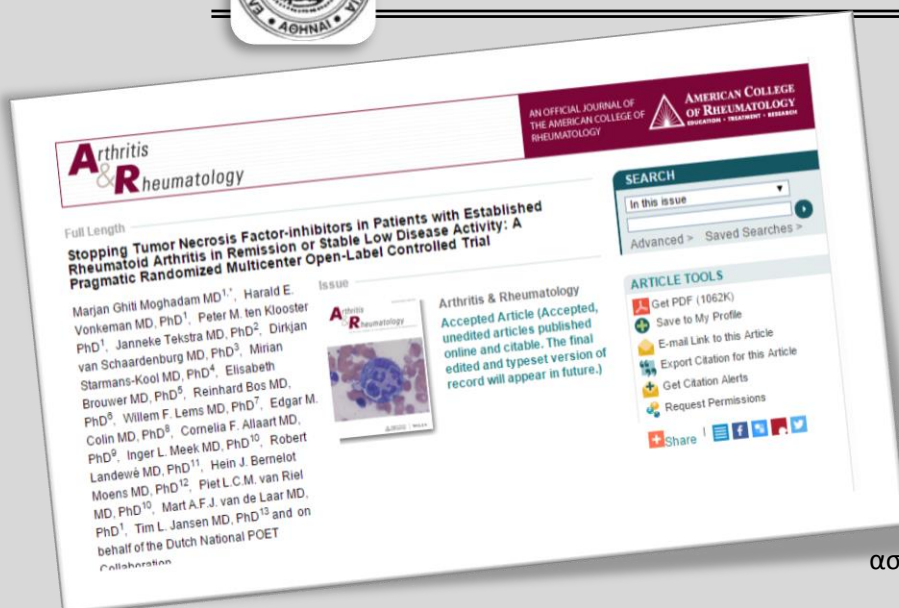 ΑΘΗΝΑΙ
Arthritis
& Rheumatology
AN OFFICIAL JOURNAL OF
THE AMERICAN COLLEGE OF
RHEUMATOLOGY
AMERICAN COLLEGE
OF RHEUMATOLOGY
EDUCATION • TREATMENT • RESEARCH
Full Length
Stopping Tumor Necrosis Factor-inhibitors in Patients with Established
Rheumatoid Arthritis in Remission or Stable Low Disease Activity: A
Pragmatic Randomized Multicenter Open-Label Controlled Trial
Marjan Ghiti Moghadam MD1,*, Harald E.
Vonkeman MD, PhD1, Peter M. ten Klooster
PhD1, Janneke Tekstra MD, PhD2, Dirkjan
van Schaardenburg MD, PhD3, Mirian
Starmans-Kool MD, PhD4, Elisabeth
Brouwer MD, PhD5, Reinhard Bos MD,
PhD6, Willem F. Lems MD, PhD7, Edgar M.
Colin MD, PhD8, Cornelia F. Allaart MD,
PhD9, Inger L. Meek MD, PhD10, Robert
Landewé MD, PhD11, Hein J. Bernelot
Moens MD, PhD12, Piet L.C.M. van Riel
MD, PhD10, Mart A.F.J. van de Laar MD,
PhD1, Tim L. Jansen MD, PhD13 and on
behalf of the Dutch National POET
Collaboration
Issue
Arthritis
& Rheumatology
Arthritis & Rheumatology
Accepted Article (Accepted,
unedited articles published
online and citable. The final
edited and typeset version of
record will appear in future.)
SEARCH
In this issue
Advanced > Saved Searches >
ARTICLE TOOLS
Get PDF (1062K)
Save to My Profile
E-mail Link to this Article
Export Citation for this Article
Get Citation Alerts
Request Permissions
Share
ασ